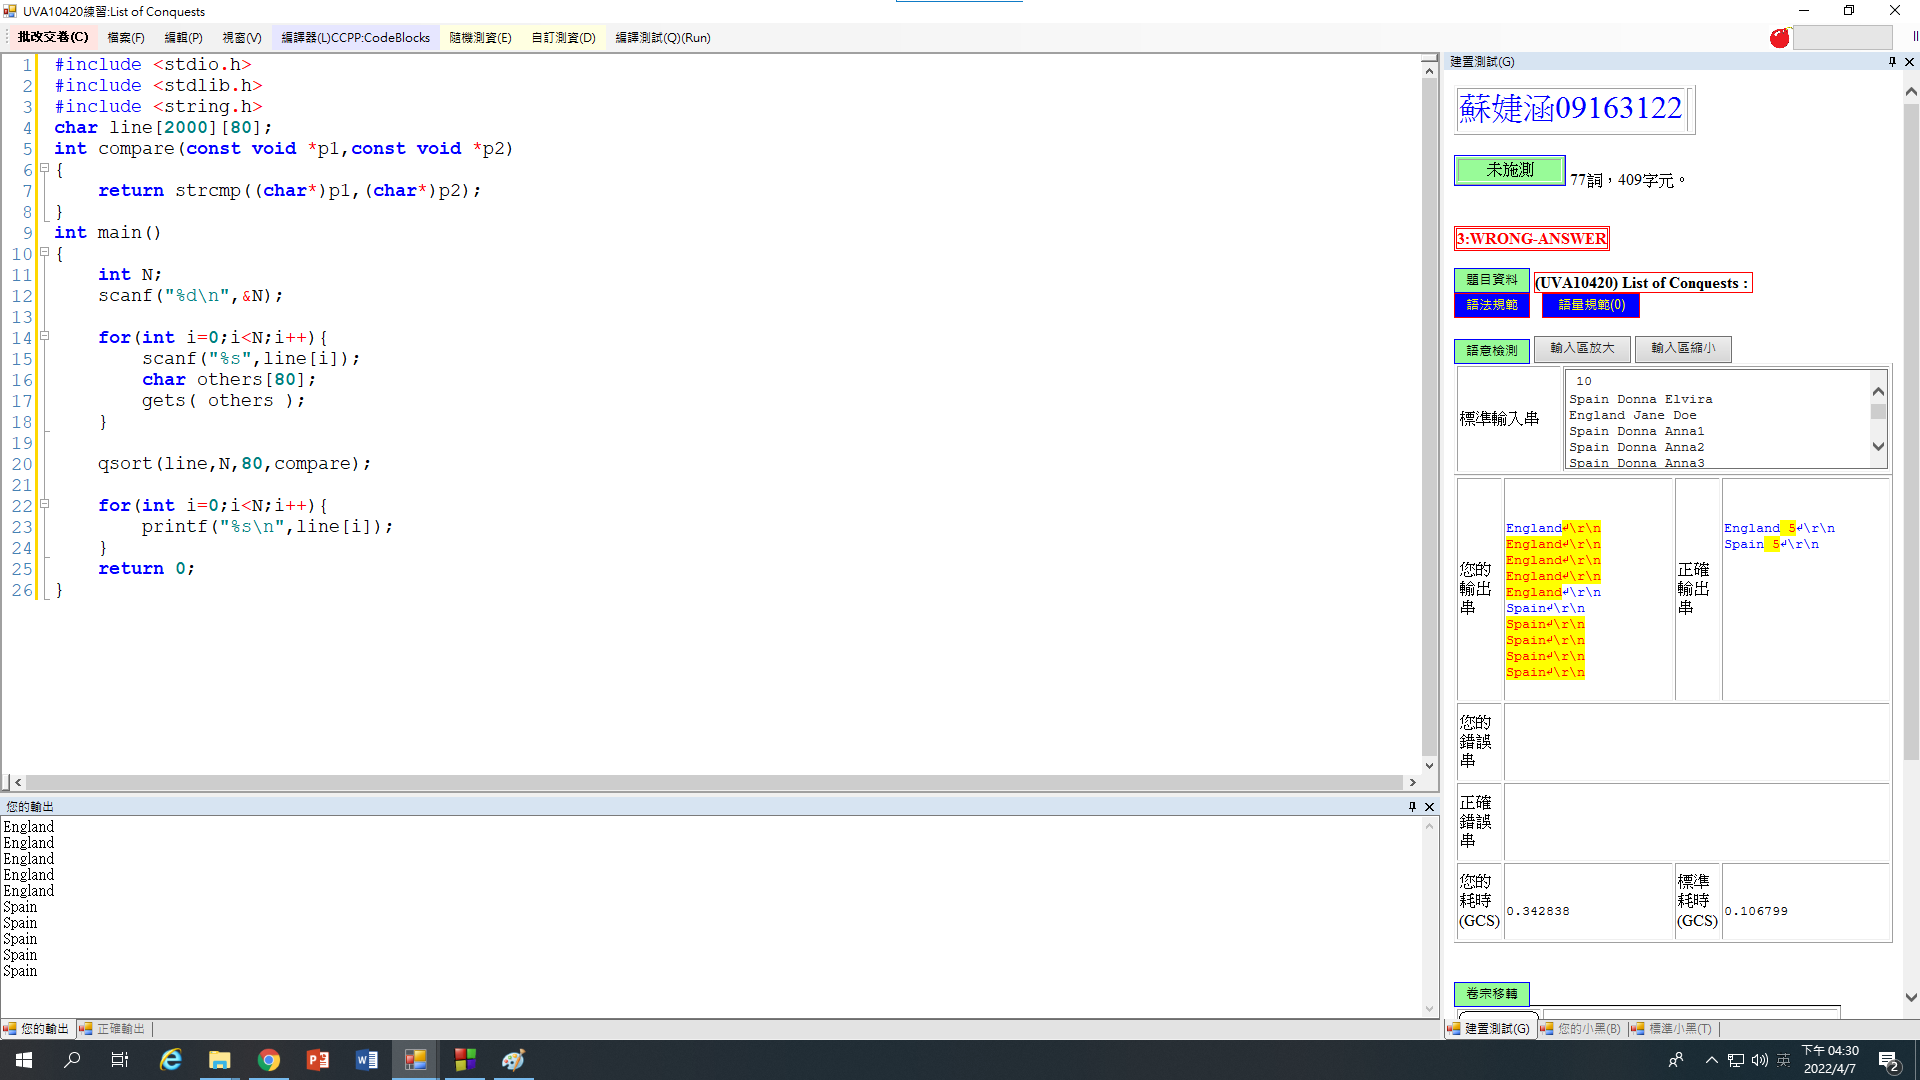 UVA10420練習:List of Conquests
批改交卷(C) 檔案(F) 編輯(P) 視窗(V) 編譯器(L)CCPP:CodeBlocks 隨機測資(E) 自訂測資(D) 編譯測試(Q)(Run)
1 #include <stdio.h>
2 #include <stdlib.h>
3 #include <string.h>
4 char line[2000][80];
5 int compare(const void *p1,const void *p2)
6 {
7 return strcmp((char*)p1,(char*)p2);
8 }
9 int main()
10 {
11 int N;
12 scanf("%d\n",&N);
13
14 for(int i=0;i<N;i++){
15 scanf("%s",line[i]);
16 char others[80];
17 gets( others );
18 }
19
20 qsort(line,N,80,compare);
21
22 for(int i=0;i<N;i++){
23 printf("%s\n",line[i]);
24 }
25 return 0;
26 }
您的輸出
England
England
England
England
England
Spain
Spain
Spain
Spain
Spain
您的輸出 正確輸出
建置測試(G)
蘇婕涵09163122
未施測 77詞，409字元。
3:WRONG-ANSWER
題目資料 (UVA10420) List of Conquests :
語法規範 語量規範(0)
語意檢測 輸入區放大 輸入區縮小
標準輸入串
10
Spain Donna Elvira
England Jane Doe
Spain Donna Anna1
Spain Donna Anna2
Spain Donna Anna3
您的輸出串
England↲\r\n
England↲\r\n
England↲\r\n
England↲\r\n
England↲\r\n
Spain↲\r\n
Spain↲\r\n
Spain↲\r\n
Spain↲\r\n
Spain↲\r\n
正確輸出串
England 5↲\r\n
Spain 5↲\r\n
您的錯誤串
正確錯誤串
您的耗時(GCS) 0.342838 標準耗時(GCS) 0.106799
卷宗移轉
建置測試(G) 您的小黑(B) 標準小黑(T)
英
下午 04:30
2022/4/7
2